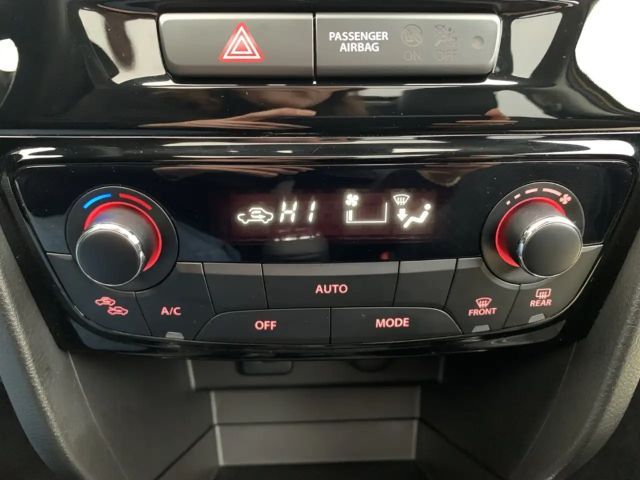 PASSENGER
AIRBAG
ON OFF
HI
AUTO
A/C
OFF
MODE
FRONT
REAR